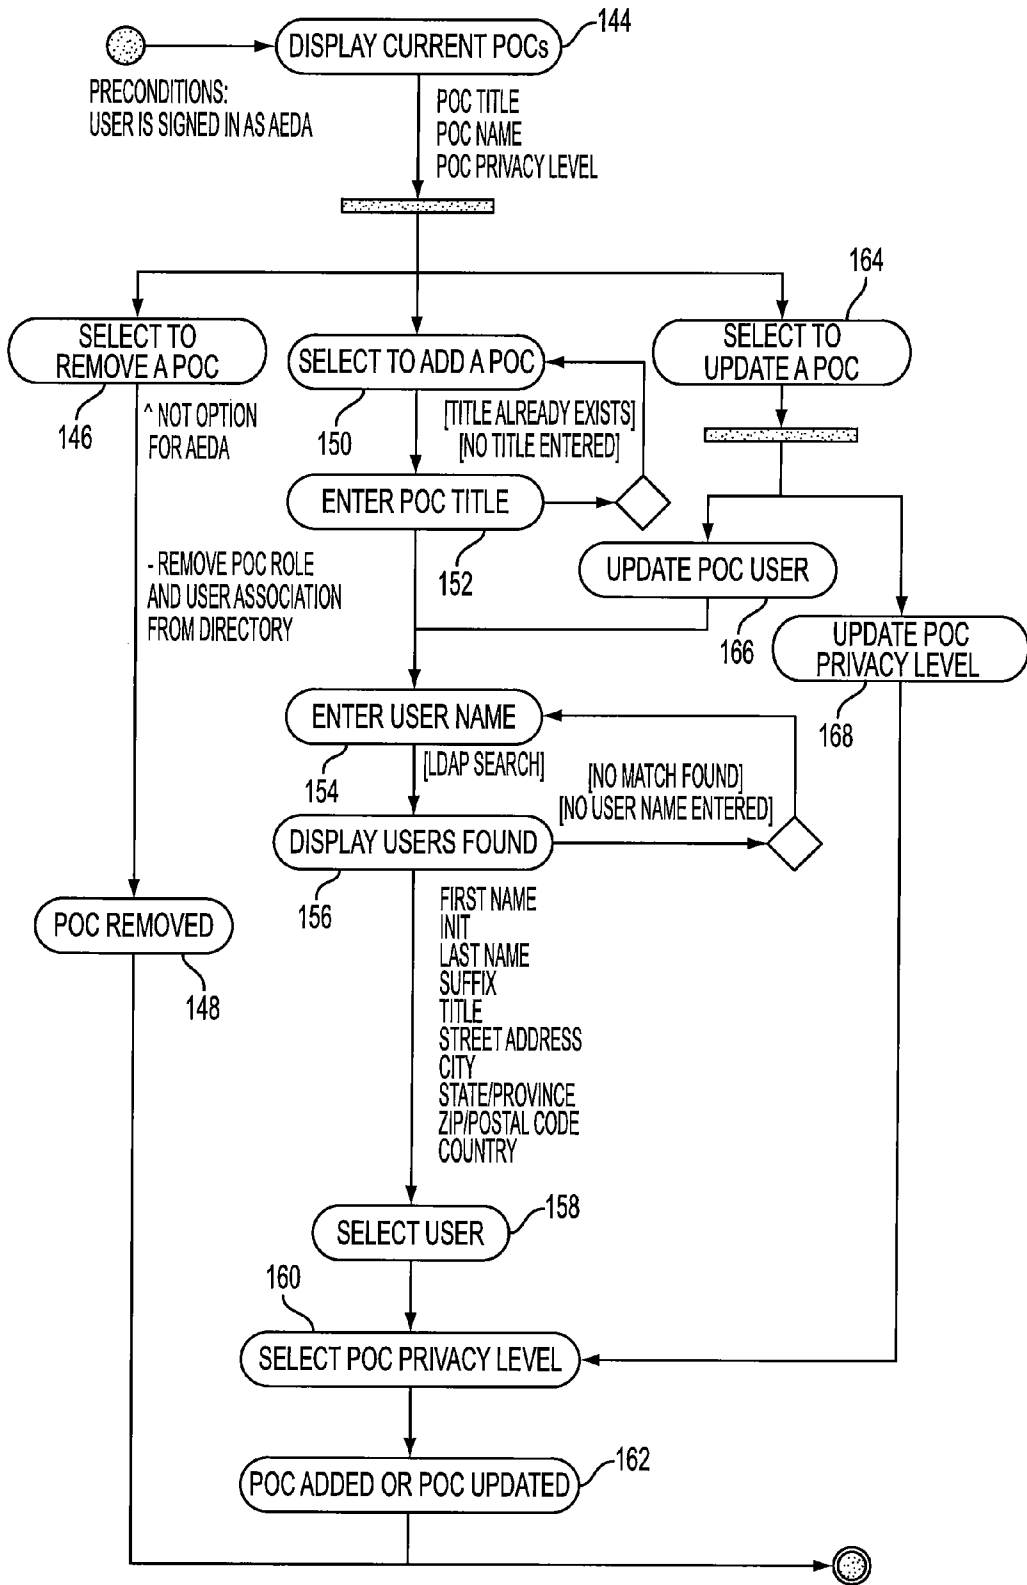 144
DISPLAY CURRENT POCs
PRECONDITIONS:
USER IS SIGNED IN AS AEDA
POC TITLE
POC NAME
POC PRIVACY LEVEL
164
SELECT TO
REMOVE A POC
146
^ NOT OPTION
FOR AEDA
SELECT TO ADD A POC
150
[TITLE ALREADY EXISTS]
[NO TITLE ENTERED]
SELECT TO
UPDATE A POC
ENTER POC TITLE
152
- REMOVE POC ROLE
AND USER ASSOCIATION
FROM DIRECTORY
UPDATE POC USER
166
UPDATE POC
PRIVACY LEVEL
168
ENTER USER NAME
154
[LDAP SEARCH]
[NO MATCH FOUND]
[NO USER NAME ENTERED]
DISPLAY USERS FOUND
156
POC REMOVED
148
FIRST NAME
INIT
LAST NAME
SUFFIX
TITLE
STREET ADDRESS
CITY
STATE/PROVINCE
ZIP/POSTAL CODE
COUNTRY
158
SELECT USER
160
SELECT POC PRIVACY LEVEL
162
POC ADDED OR POC UPDATED